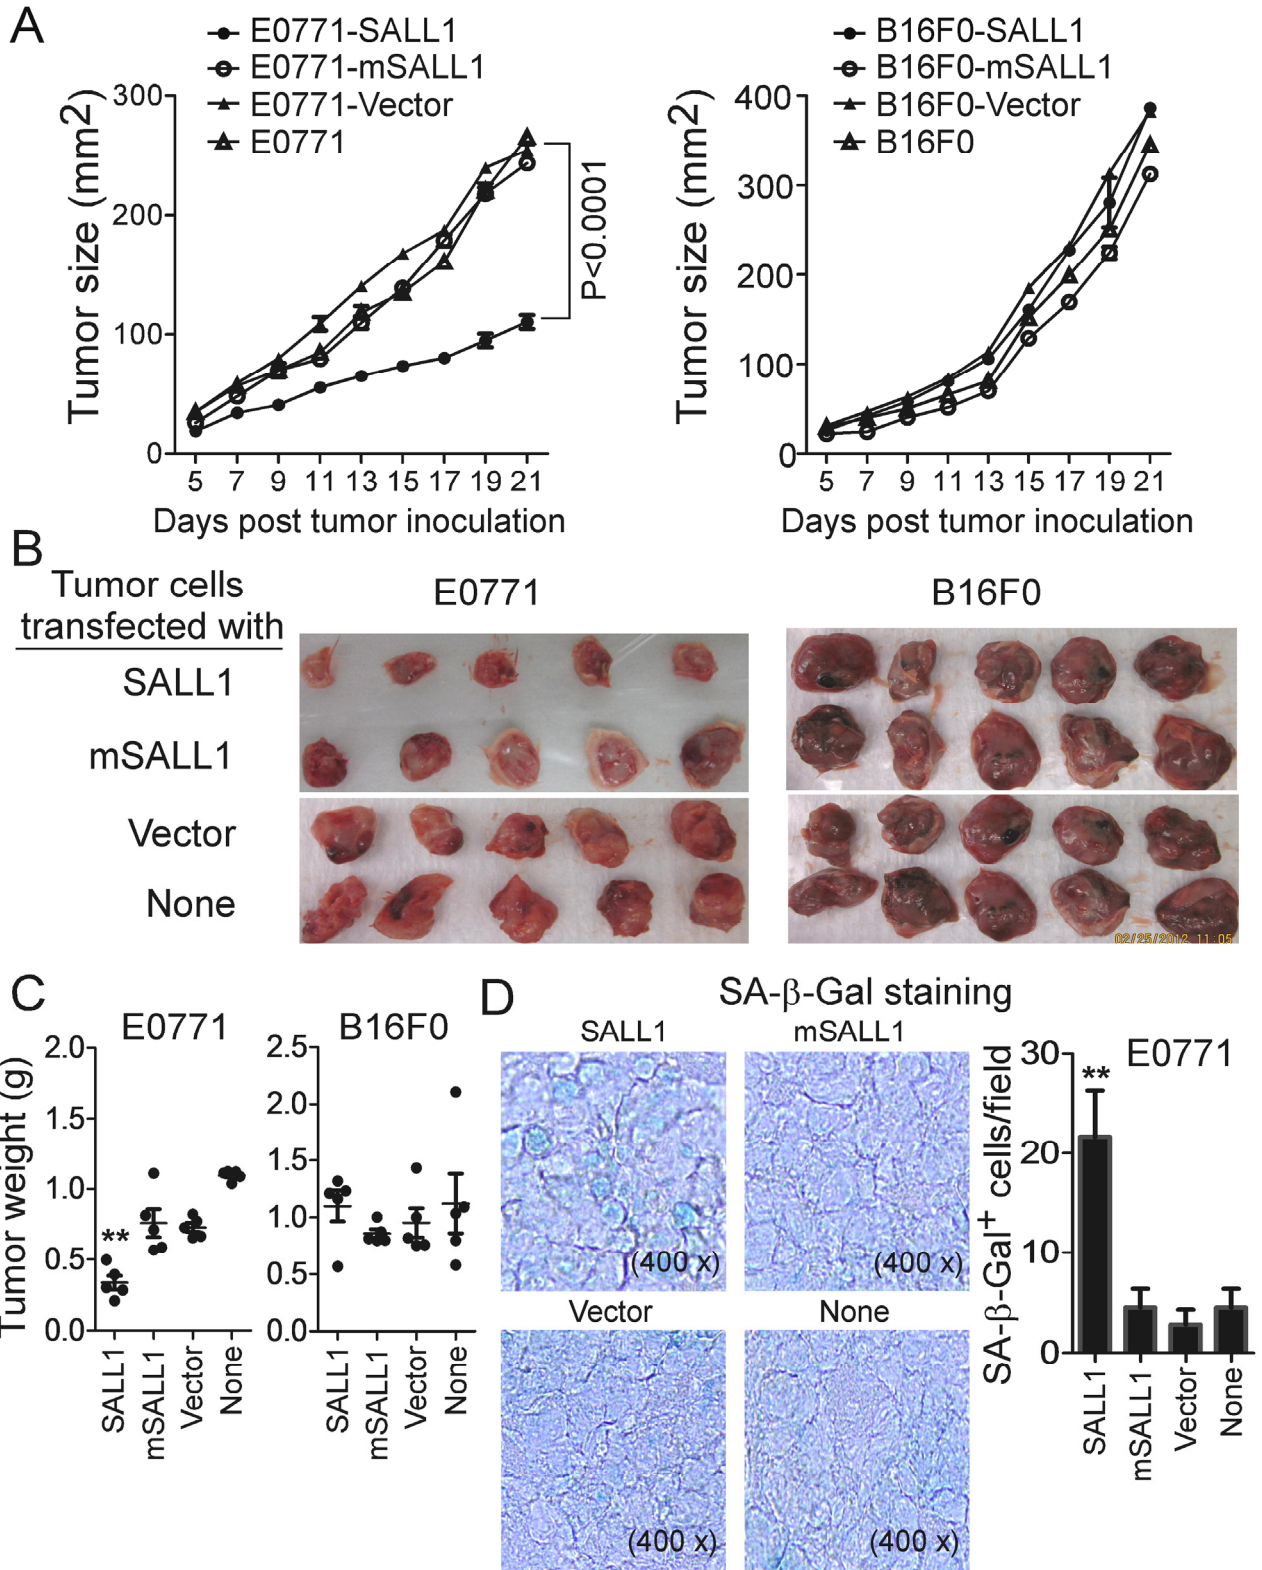 A
E0771-SALL1
E0771-mSALL1
E0771-Vector
E0771
Tumor size (mm2)
300
200
100
0
P<0.0001
5 7 9 11 13 15 17 19 21
Days post tumor inoculation
B16F0-SALL1
B16F0-mSALL1
B16F0-Vector
B16F0
Tumor size (mm2)
400
300
200
100
0
5 7 9 11 13 15 17 19 21
Days post tumor inoculation
B
Tumor cells
transfected with
E0771
B16F0
SALL1
mSALL1
Vector
None
02/25/2012 11:05
C
E0771
Tumor weight (g)
2.0
1.5
1.0
0.5
0.0
**
SALL1
mSALL1
Vector
None
B16F0
2.5
2.0
1.5
1.0
0.5
0.0
SALL1
mSALL1
Vector
None
D
SA-β-Gal staining
SALL1
mSALL1
(400 x)
(400 x)
Vector
None
(400 x)
(400 x)
E0771
SA-β-Gal+ cells/field
30
20
10
0
**
SALL1
mSALL1
Vector
None